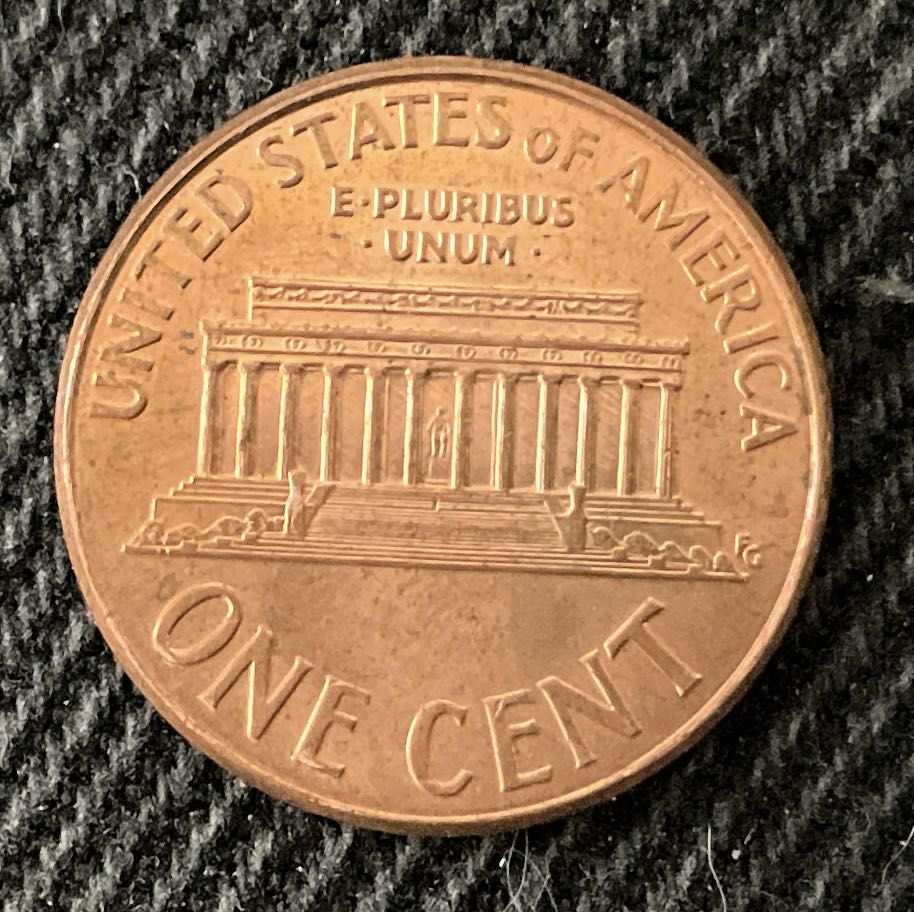 UNITED STATES OF AMERICA
E·PLURIBUS
·UNUM·
FG
ONE CENT